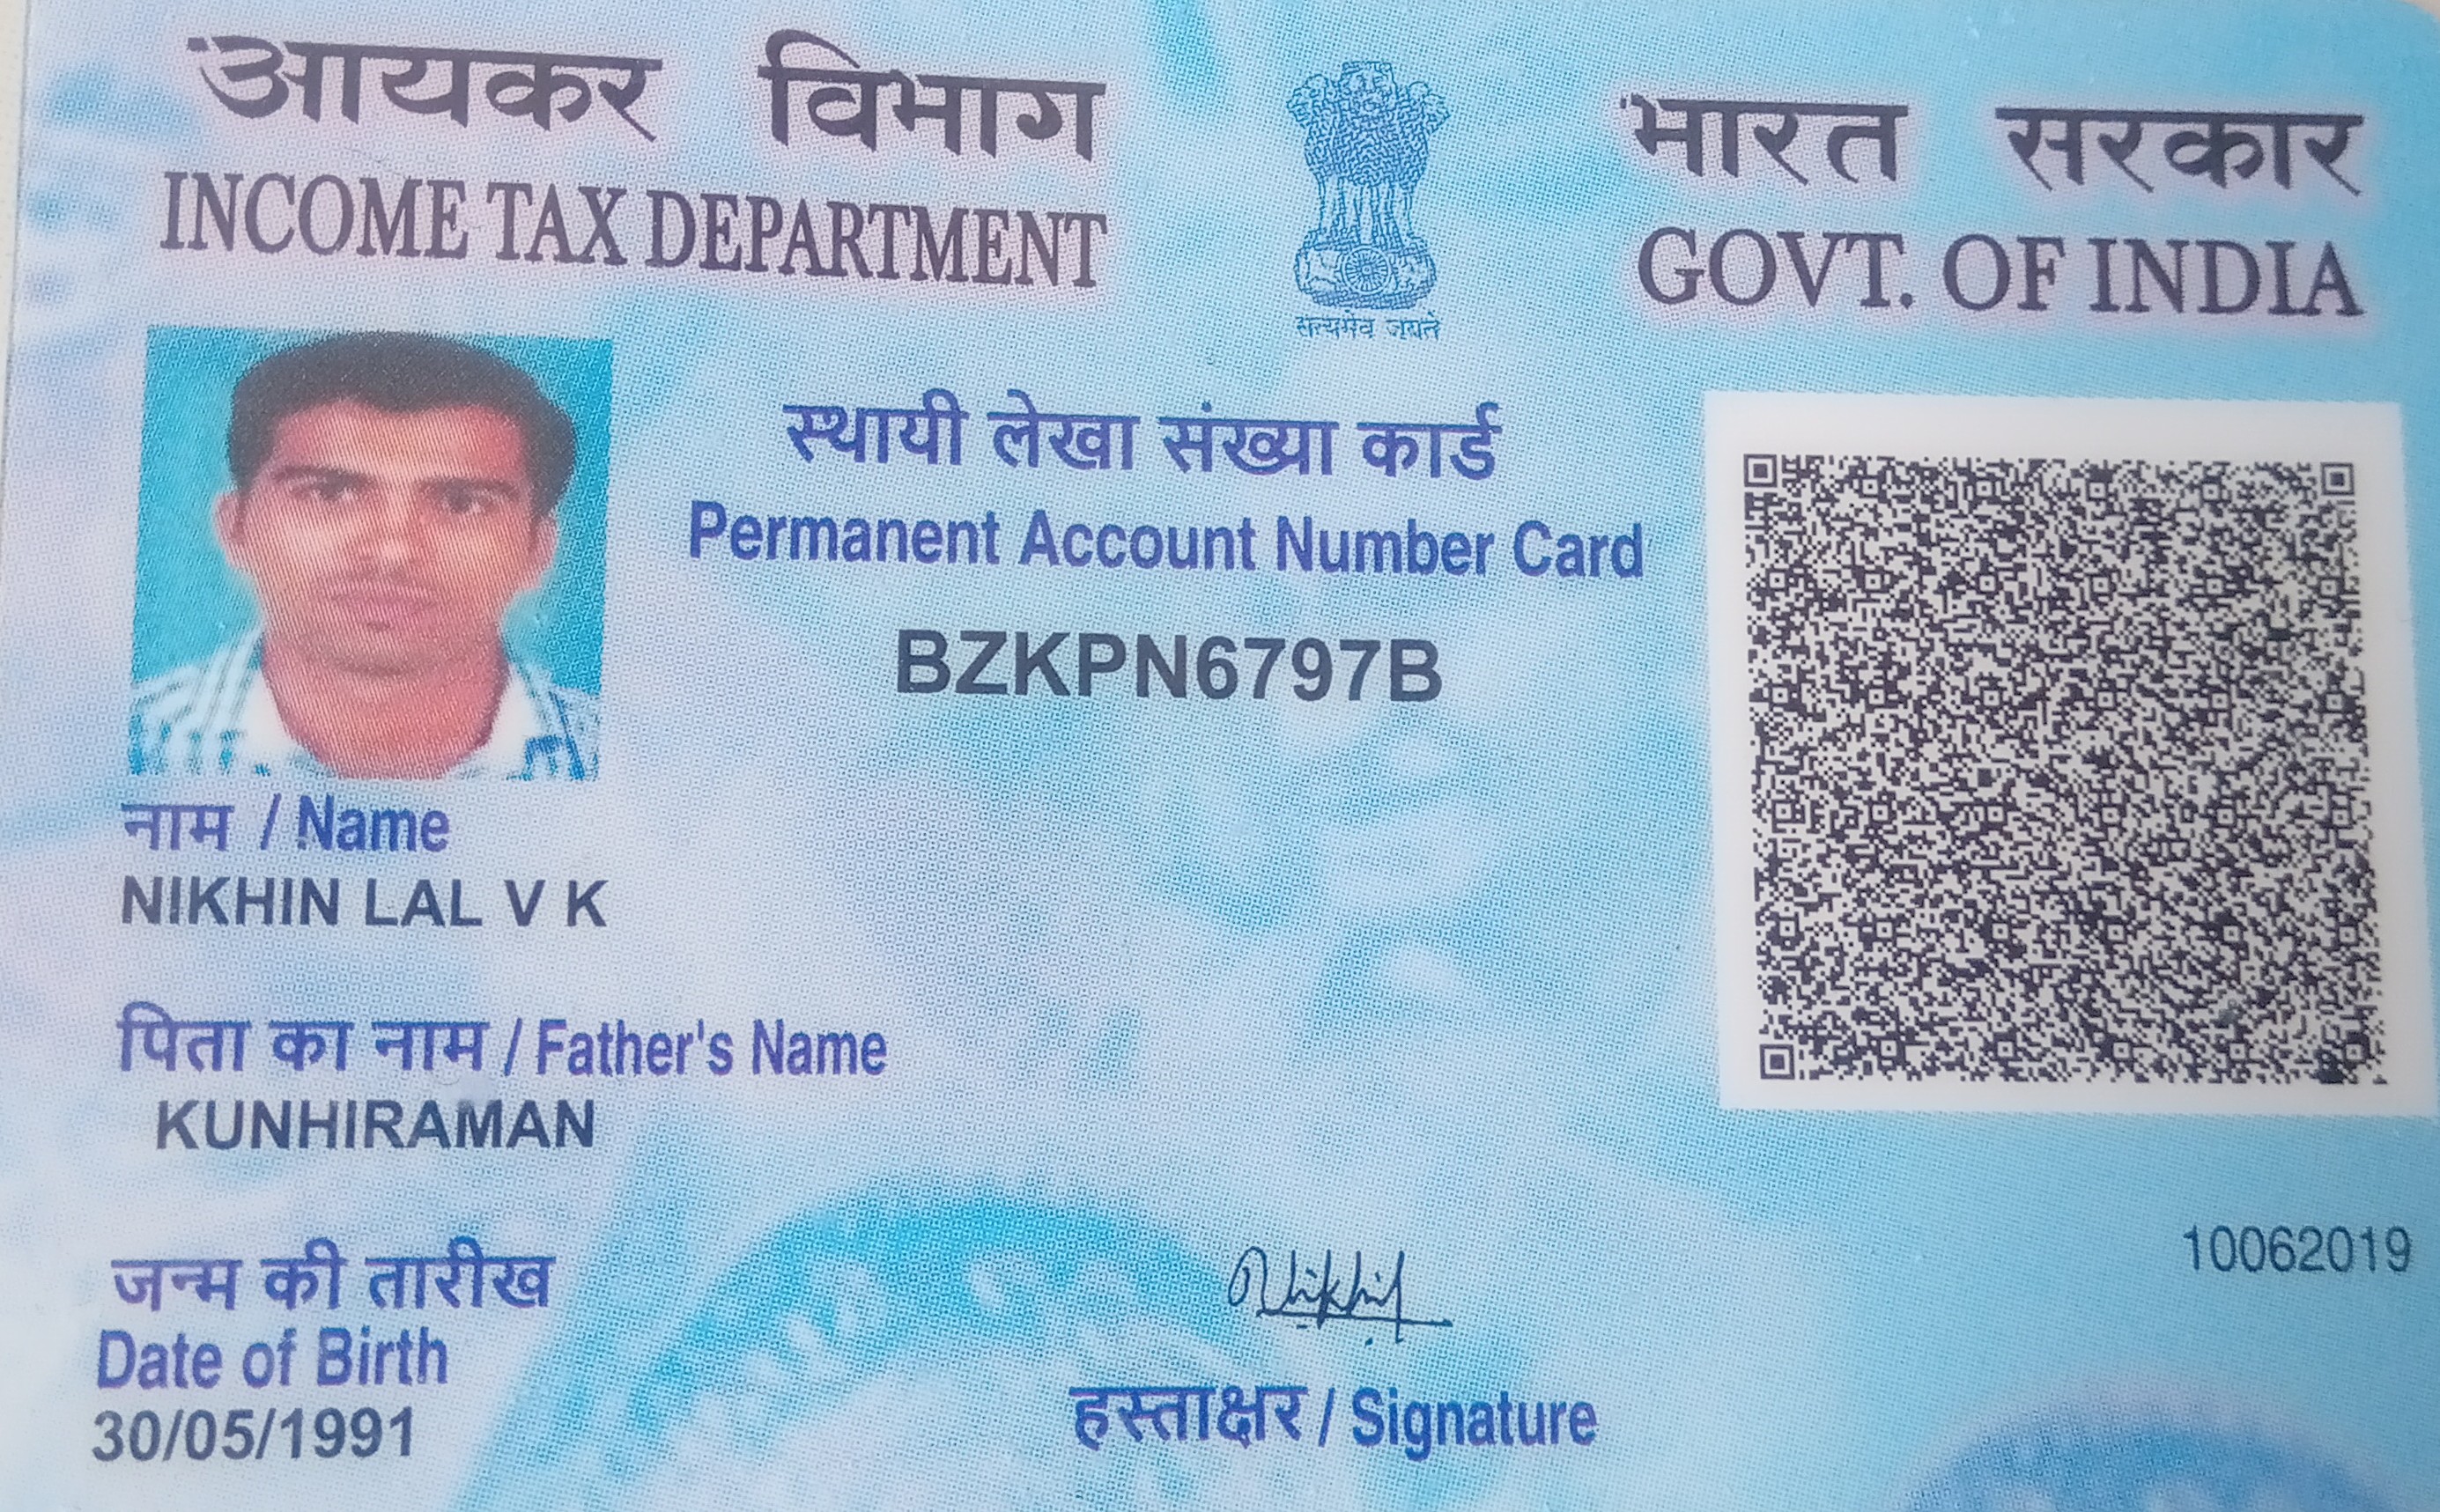 आयकर विभाग
INCOME TAX DEPARTMENT
सत्यमेव जयते
भारत सरकार
GOVT. OF INDIA
स्थायी लेखा संख्या कार्ड
Permanent Account Number Card
BZKPN6797B
नाम / Name
NIKHIN LAL V K
पिता का नाम / Father's Name
KUNHIRAMAN
जन्म की तारीख
Date of Birth
30/05/1991
हस्ताक्षर / Signature
10062019